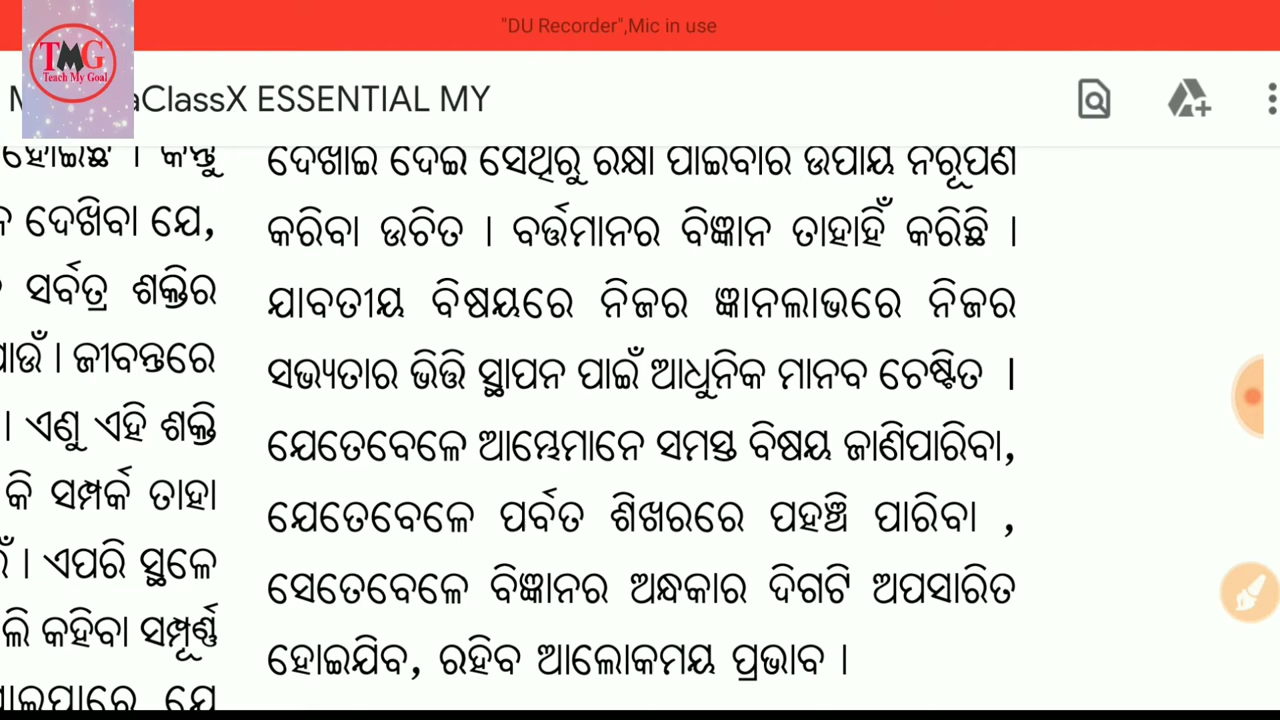 "DU Recorder",Mic in use
TMG
Teach My Goal
M aClassX ESSENTIAL MY
ହୋଇଛି । କିନ୍ତୁ
ଦେଖିବା ଯେ,
ସର୍ବତ୍ର ଶକ୍ତିର
। ଜୀବନ୍ତରେ
। ଏଣୁ ଏହି ଶକ୍ତି
କି ସମ୍ପର୍କ ତାହା
। ଏପରି ସ୍ଥଳେ
କହିବା ସମ୍ପୂର୍ଣ୍ଣ
ଯେ
ଦେଖାଇ ଦେଇ ସେଥିରୁ ରକ୍ଷା ପାଇବାର ଉପାୟ ନିରୂପଣ
କରିବା ଉଚିତ । ବର୍ତ୍ତମାନର ବିଜ୍ଞାନ ତାହାହିଁ କରିଛି ।
ଯାବତୀୟ ବିଷୟରେ ନିଜର ଜ୍ଞାନଲାଭରେ ନିଜର
ସଭ୍ୟତାର ଭିତ୍ତି ସ୍ଥାପନ ପାଇଁ ଆଧୁନିକ ମାନବ ଚେଷ୍ଟିତ ।
ଯେତେବେଳେ ଆମ୍ଭେମାନେ ସମସ୍ତ ବିଷୟ ଜାଣିପାରିବା,
ଯେତେବେଳେ ପର୍ବତ ଶିଖରରେ ପହଞ୍ଚି ପାରିବା ,
ସେତେବେଳେ ବିଜ୍ଞାନର ଅନ୍ଧକାର ଦିଗଟି ଅପସାରିତ
ହୋଇଯିବ, ରହିବ ଆଲୋକମୟ ପ୍ରଭାବ ।